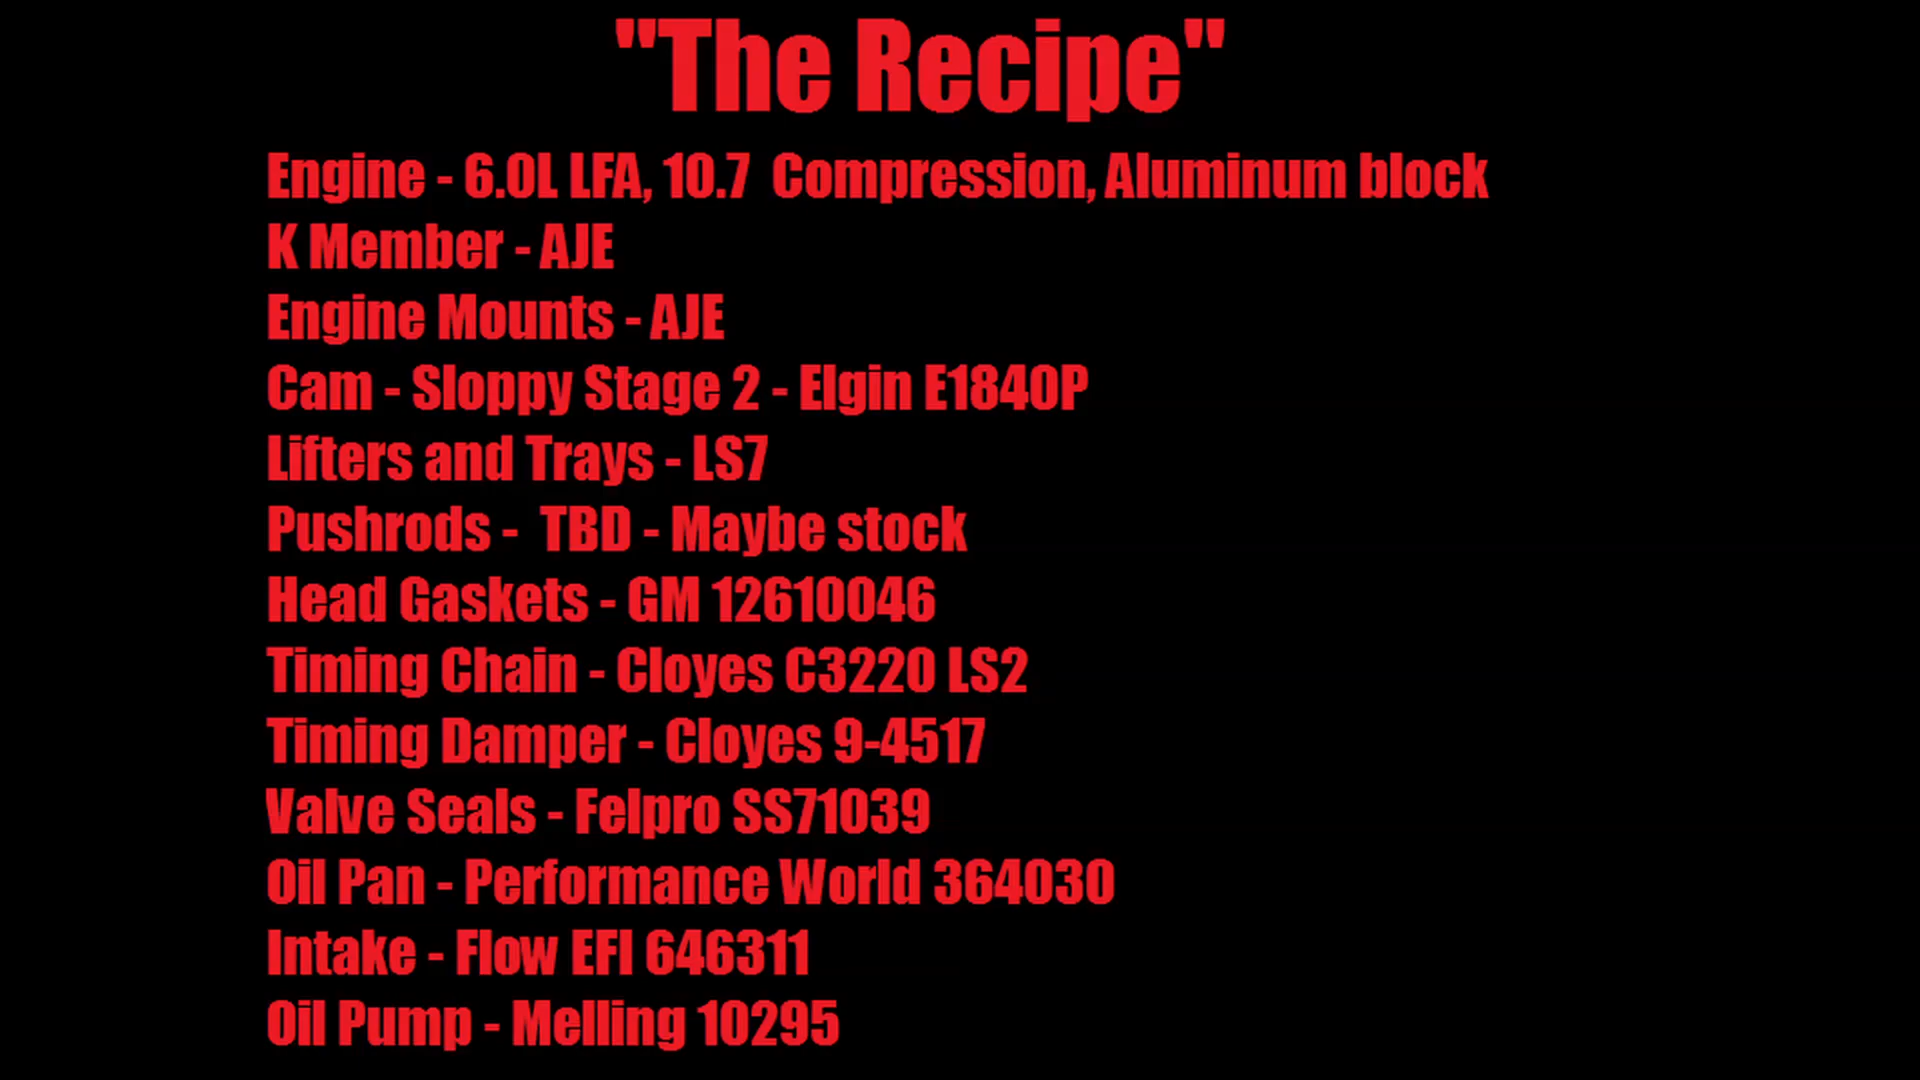 "The Recipe"
Engine - 6.0L LFA, 10.7  Compression, Aluminum block
K Member - AJE
Engine Mounts - AJE
Cam - Sloppy Stage 2 - Elgin E1840P
Lifters and Trays - LS7
Pushrods -  TBD - Maybe stock
Head Gaskets - GM 12610046
Timing Chain - Cloyes C3220 LS2
Timing Damper - Cloyes 9-4517
Valve Seals - Felpro SS71039
Oil Pan - Performance World 364030
Intake - Flow EFI 646311
Oil Pump - Melling 10295